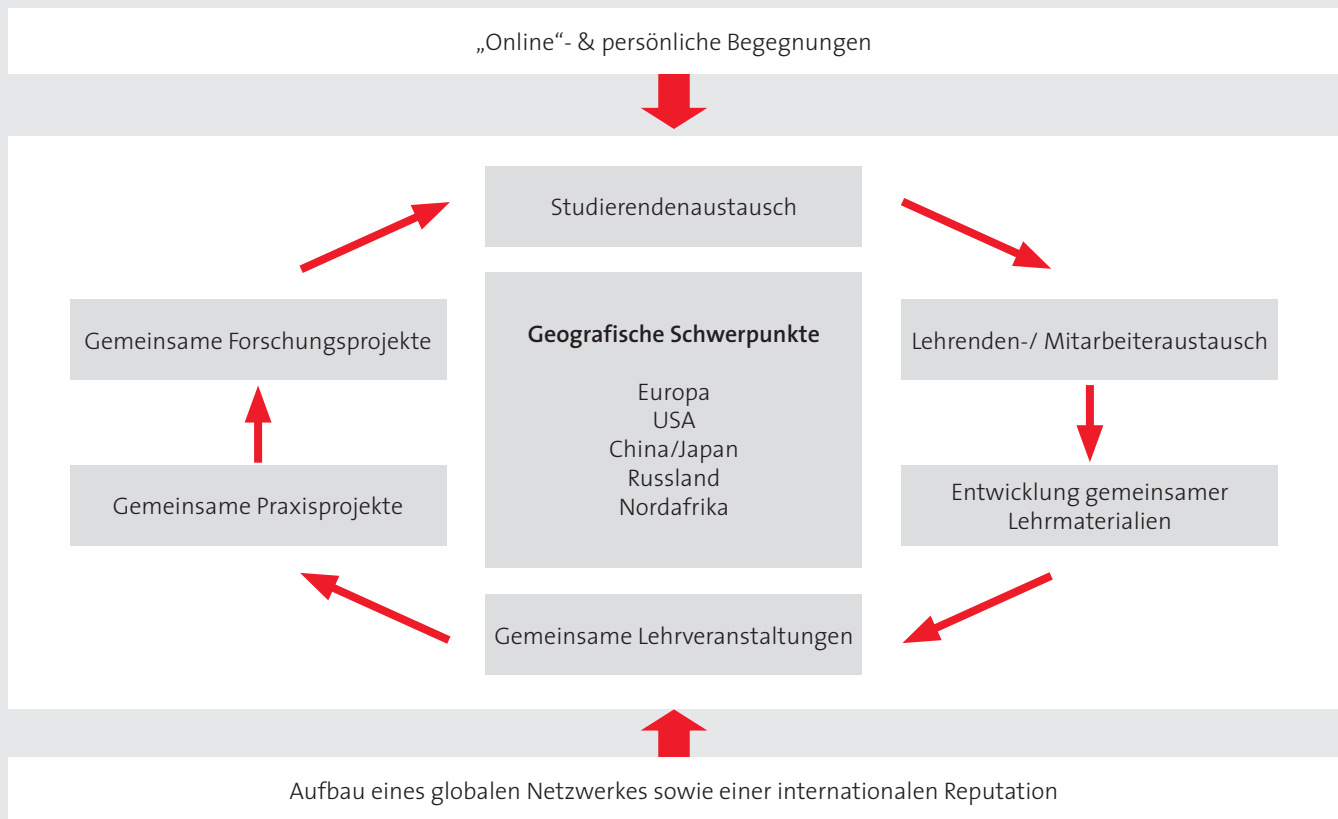 „Online“- & persönliche Begegnungen
Studierendenaustausch
Gemeinsame Forschungsprojekte
Geografische Schwerpunkte
Lehrenden-/ Mitarbeiteraustausch
Europa
USA
China/Japan
Russland
Nordafrika
Gemeinsame Praxisprojekte
Entwicklung gemeinsamer
Lehrmaterialien
Gemeinsame Lehrveranstaltungen
Aufbau eines globalen Netzwerkes sowie einer internationalen Reputation